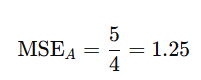 MSE_A = 5/4 = 1.25